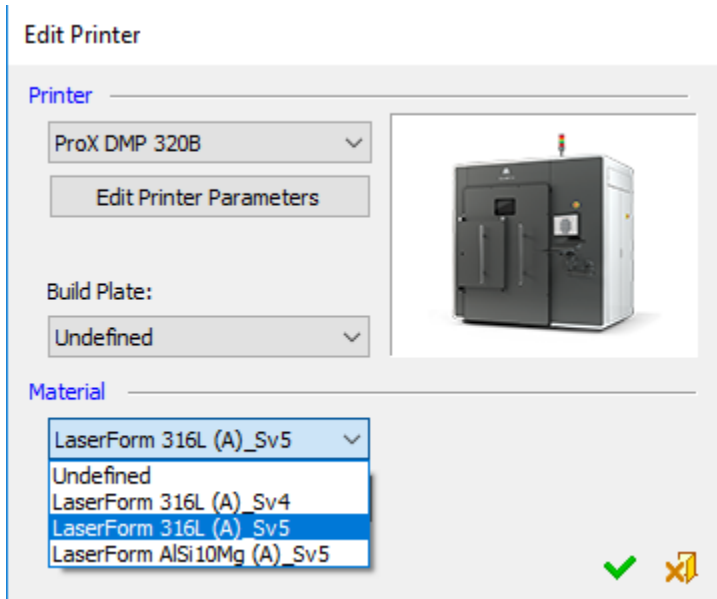 Edit Printer
Printer
ProX DMP 320B
Edit Printer Parameters
Build Plate:
Undefined
Material
LaserForm 316L (A)_Sv5
Undefined
LaserForm 316L (A)_Sv4
LaserForm 316L (A)_Sv5
LaserForm AlSi10Mg (A)_Sv5